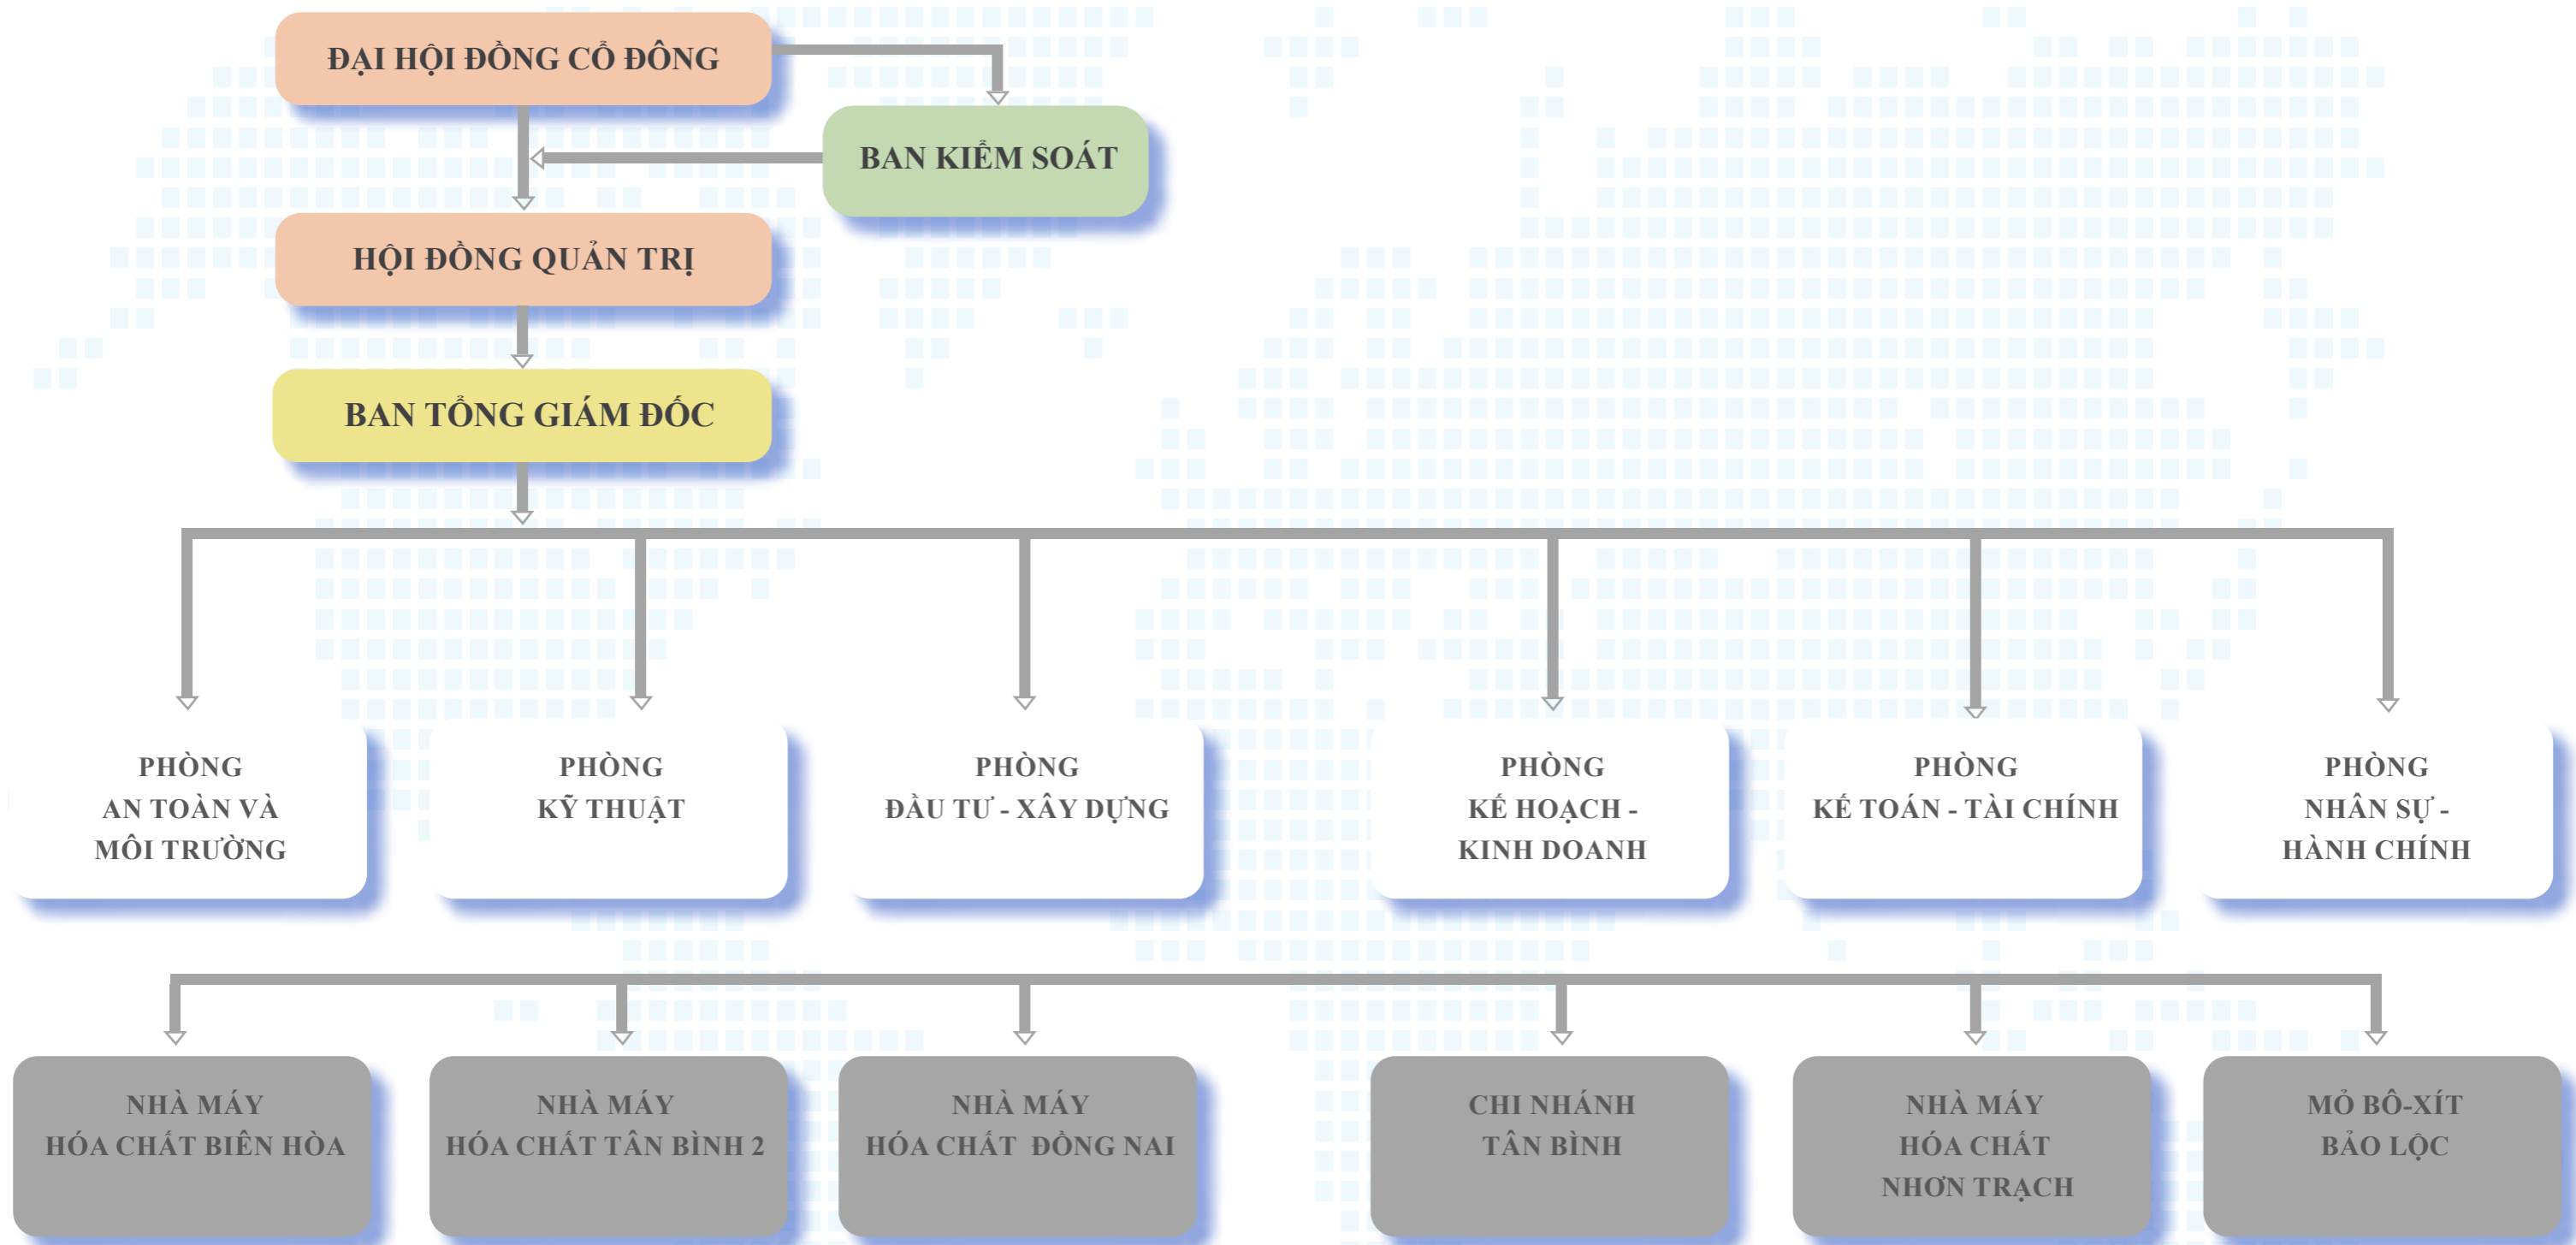 ĐẠI HỘI ĐỒNG CỔ ĐÔNG
BAN KIỂM SOÁT
HỘI ĐỒNG QUẢN TRỊ
BAN TỔNG GIÁM ĐỐC
PHÒNG
AN TOÀN VÀ
MÔI TRƯỜNG
PHÒNG
KỸ THUẬT
PHÒNG
ĐẦU TƯ - XÂY DỰNG
PHÒNG
KẾ HOẠCH -
KINH DOANH
PHÒNG
KẾ TOÁN - TÀI CHÍNH
PHÒNG
NHÂN SỰ -
HÀNH CHÍNH
NHÀ MÁY
HÓA CHẤT BIÊN HÒA
NHÀ MÁY
HÓA CHẤT TÂN BÌNH 2
NHÀ MÁY
HÓA CHẤT ĐỒNG NAI
CHI NHÁNH
TÂN BÌNH
NHÀ MÁY
HÓA CHẤT
NHƠN TRẠCH
MỎ BÔ-XÍT
BẢO LỘC